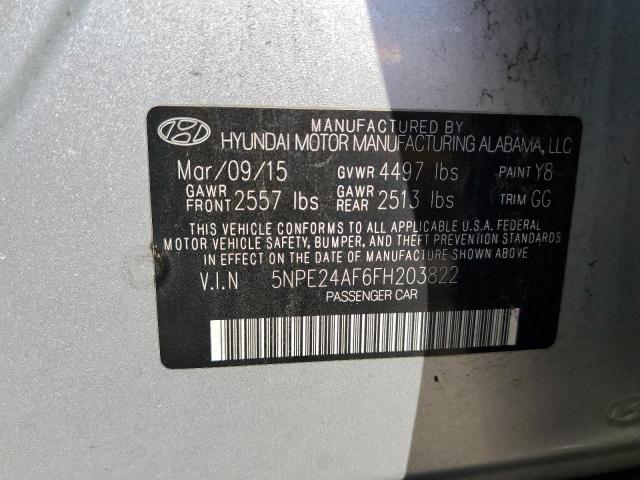 MANUFACTURED BY
HYUNDAI MOTOR MANUFACTURING ALABAMA, LLC
Mar/09/15 GVWR 4497 lbs PAINT Y8
GAWR FRONT 2557 lbs GAWR REAR 2513 lbs TRIM GG
THIS VEHICLE CONFORMS TO ALL APPLICABLE U.S.A. FEDERAL
MOTOR VEHICLE SAFETY, BUMPER, AND THEFT PREVENTION STANDARDS
IN EFFECT ON THE DATE OF MANUFACTURE SHOWN ABOVE
V.I.N 5NPE24AF6FH203822
PASSENGER CAR